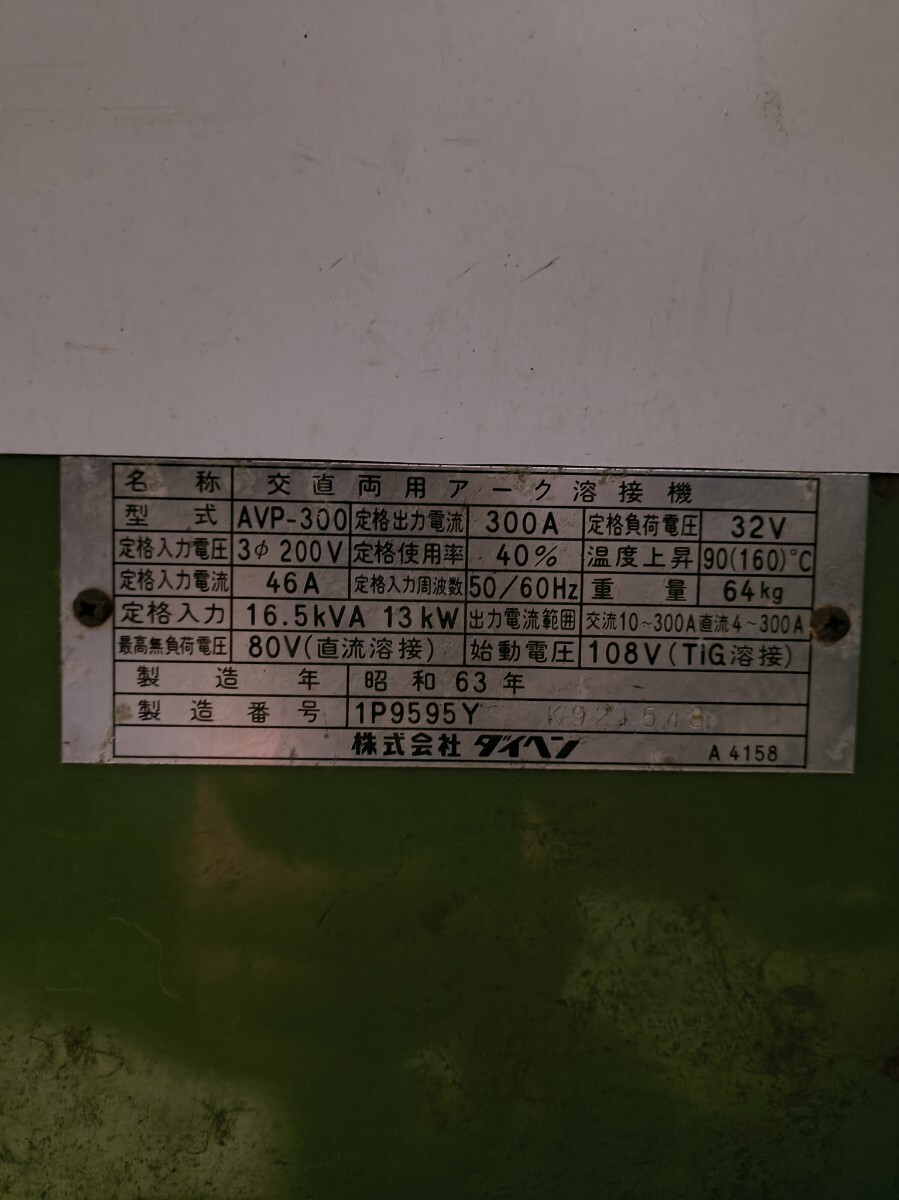 名称 交直両用アーク溶接機
型式 AVP-300 定格出力電流 300A 定格負荷電圧 32V
定格入力電圧 3φ 200V 定格使用率 40% 温度上昇 90(160)°C
定格入力電流 46A 定格入力周波数 50/60Hz 重量 64kg
定格入力 16.5kVA 13kW 出力電流範囲 交流10~300A直流4~300A
最高無負荷電圧 80V(直流溶接) 始動電圧 108V(TiG溶接)
製造年 昭和63年
製造番号 1P9595Y
株式会社 ダイヘン A4158